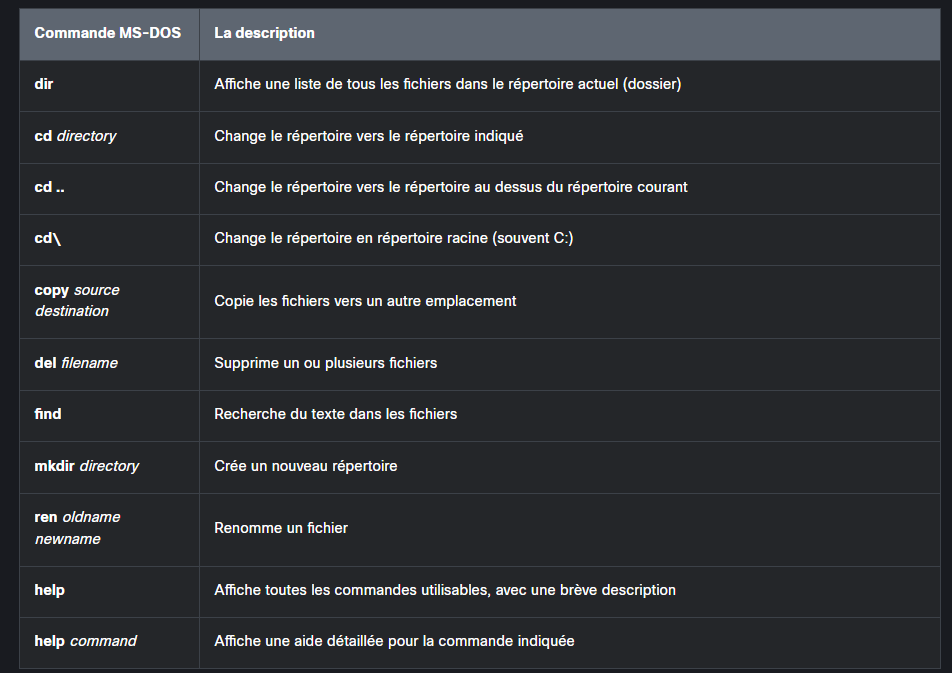 Commande MS-DOS
La description
dir
Affiche une liste de tous les fichiers dans le répertoire actuel (dossier)
cd directory
Change le répertoire vers le répertoire indiqué
cd ..
Change le répertoire vers le répertoire au dessus du répertoire courant
cd\
Change le répertoire en répertoire racine (souvent C:)
copy source
destination
Copie les fichiers vers un autre emplacement
del filename
Supprime un ou plusieurs fichiers
find
Recherche du texte dans les fichiers
mkdir directory
Crée un nouveau répertoire
ren oldname
newname
Renomme un fichier
help
Affiche toutes les commandes utilisables, avec une brève description
help command
Affiche une aide détaillée pour la commande indiquée